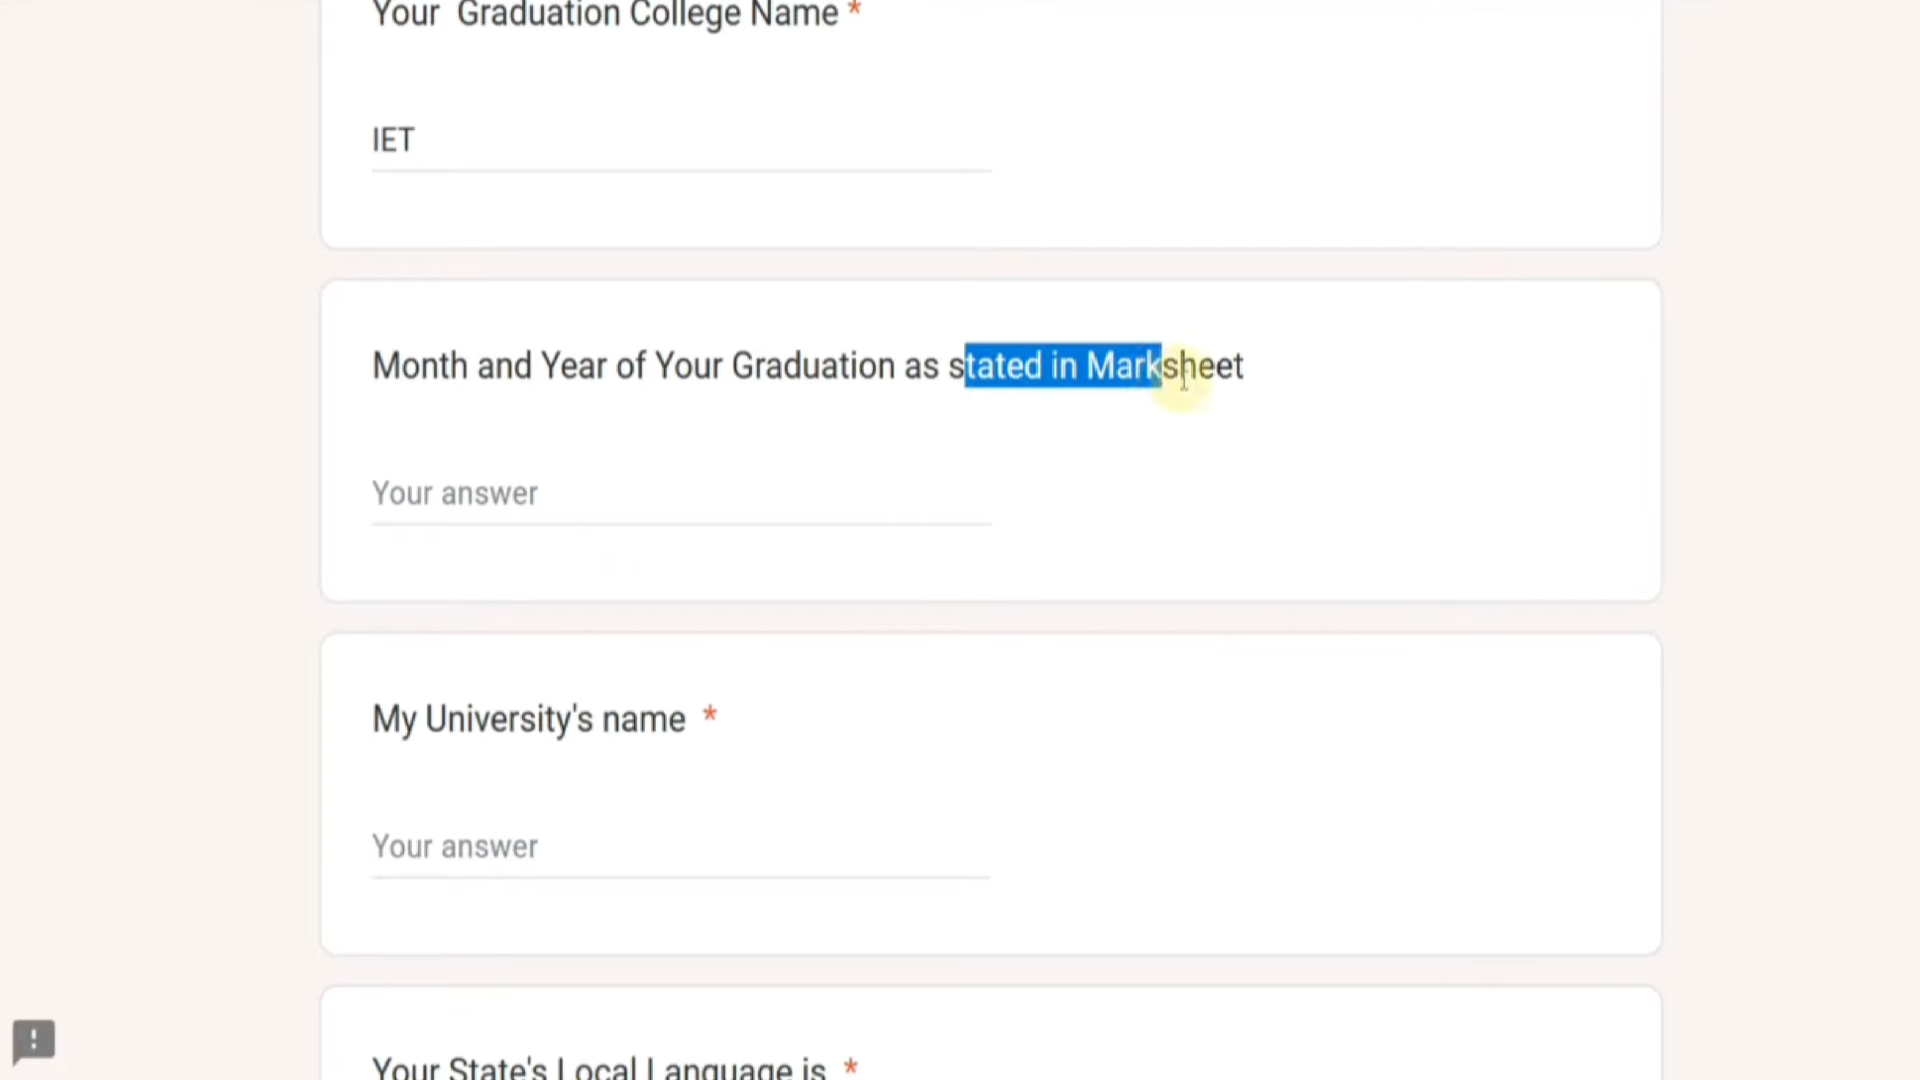 Your Graduation College Name *
IET
Month and Year of Your Graduation as stated in Marksheet
Your answer
My University's name *
Your answer
Your State's Local Language is *